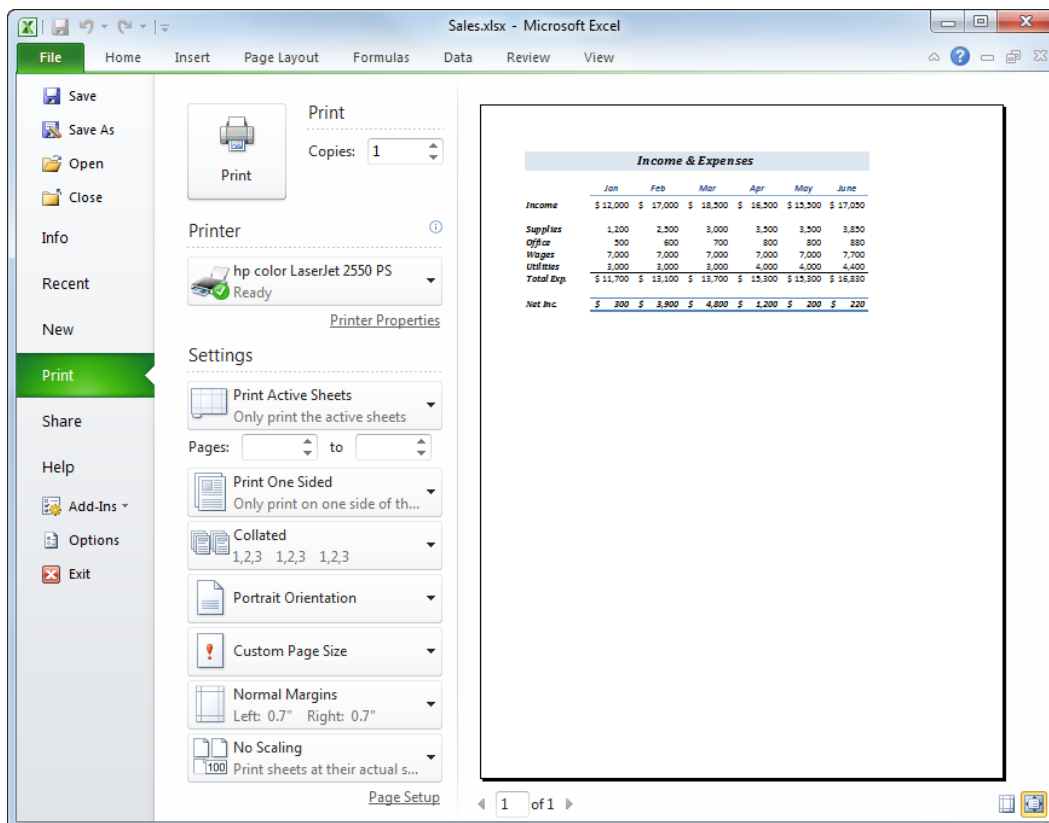 Sales.xlsx - Microsoft Excel
File Home Insert Page Layout Formulas Data Review View
Save
Save As
Open
Close
Info
Recent
New
Print
Share
Help
Add-Ins
Options
Exit
Print
Print
Copies: 1
Printer
hp color LaserJet 2550 PS
Ready
Printer Properties
Settings
Print Active Sheets
Only print the active sheets
Pages: to
Print One Sided
Only print on one side of th...
Collated
1,2,3 1,2,3 1,2,3
Portrait Orientation
Custom Page Size
Normal Margins
Left: 0.7" Right: 0.7"
No Scaling
100 Print sheets at their actual s...
Page Setup
Income & Expenses
Jan Feb Mar Apr May June
Income $ 12,000 $ 17,000 $ 18,500 $ 16,500 $ 15,500 $ 17,050
Supplies 1,200 2,500 3,000 3,500 3,500 3,850
Office 500 600 700 800 800 880
Wages 7,000 7,000 7,000 7,000 7,000 7,700
Utilities 3,000 3,000 3,000 4,000 4,000 4,400
Total Exp. $ 11,700 $ 13,100 $ 13,700 $ 15,300 $ 15,300 $ 16,830
Net Inc. $ 300 $ 3,900 $ 4,800 $ 1,200 $ 200 $ 220
1 of 1